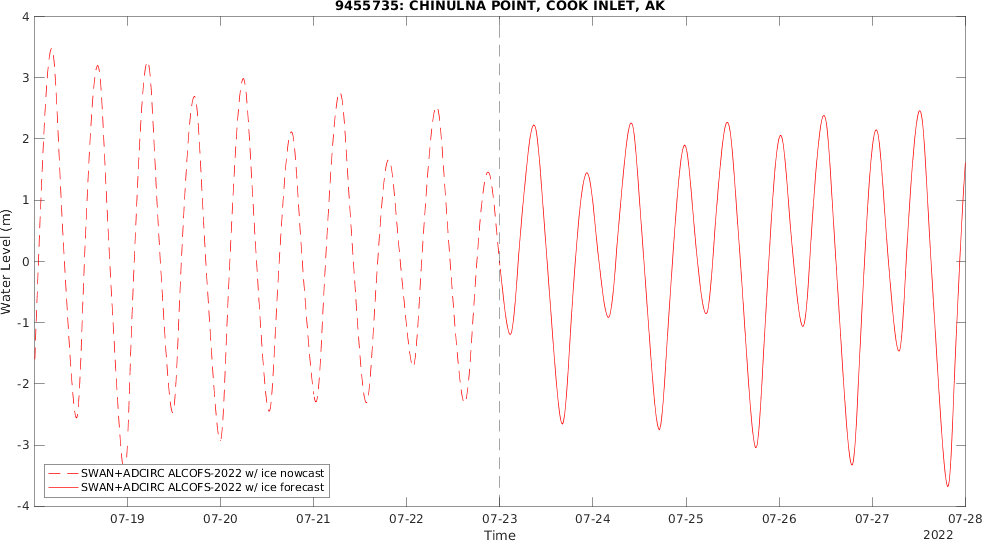 9455735: CHINULNA POINT, COOK INLET, AK
4
3
2
1
0
-1
-2
-3
-4
Water Level (m)
SWAN+ADCIRC ALCOFS-2022 w/ ice nowcast
SWAN+ADCIRC ALCOFS-2022 w/ ice forecast
07-19 07-20 07-21 07-22 07-23 07-24 07-25 07-26 07-27 07-28
Time
2022